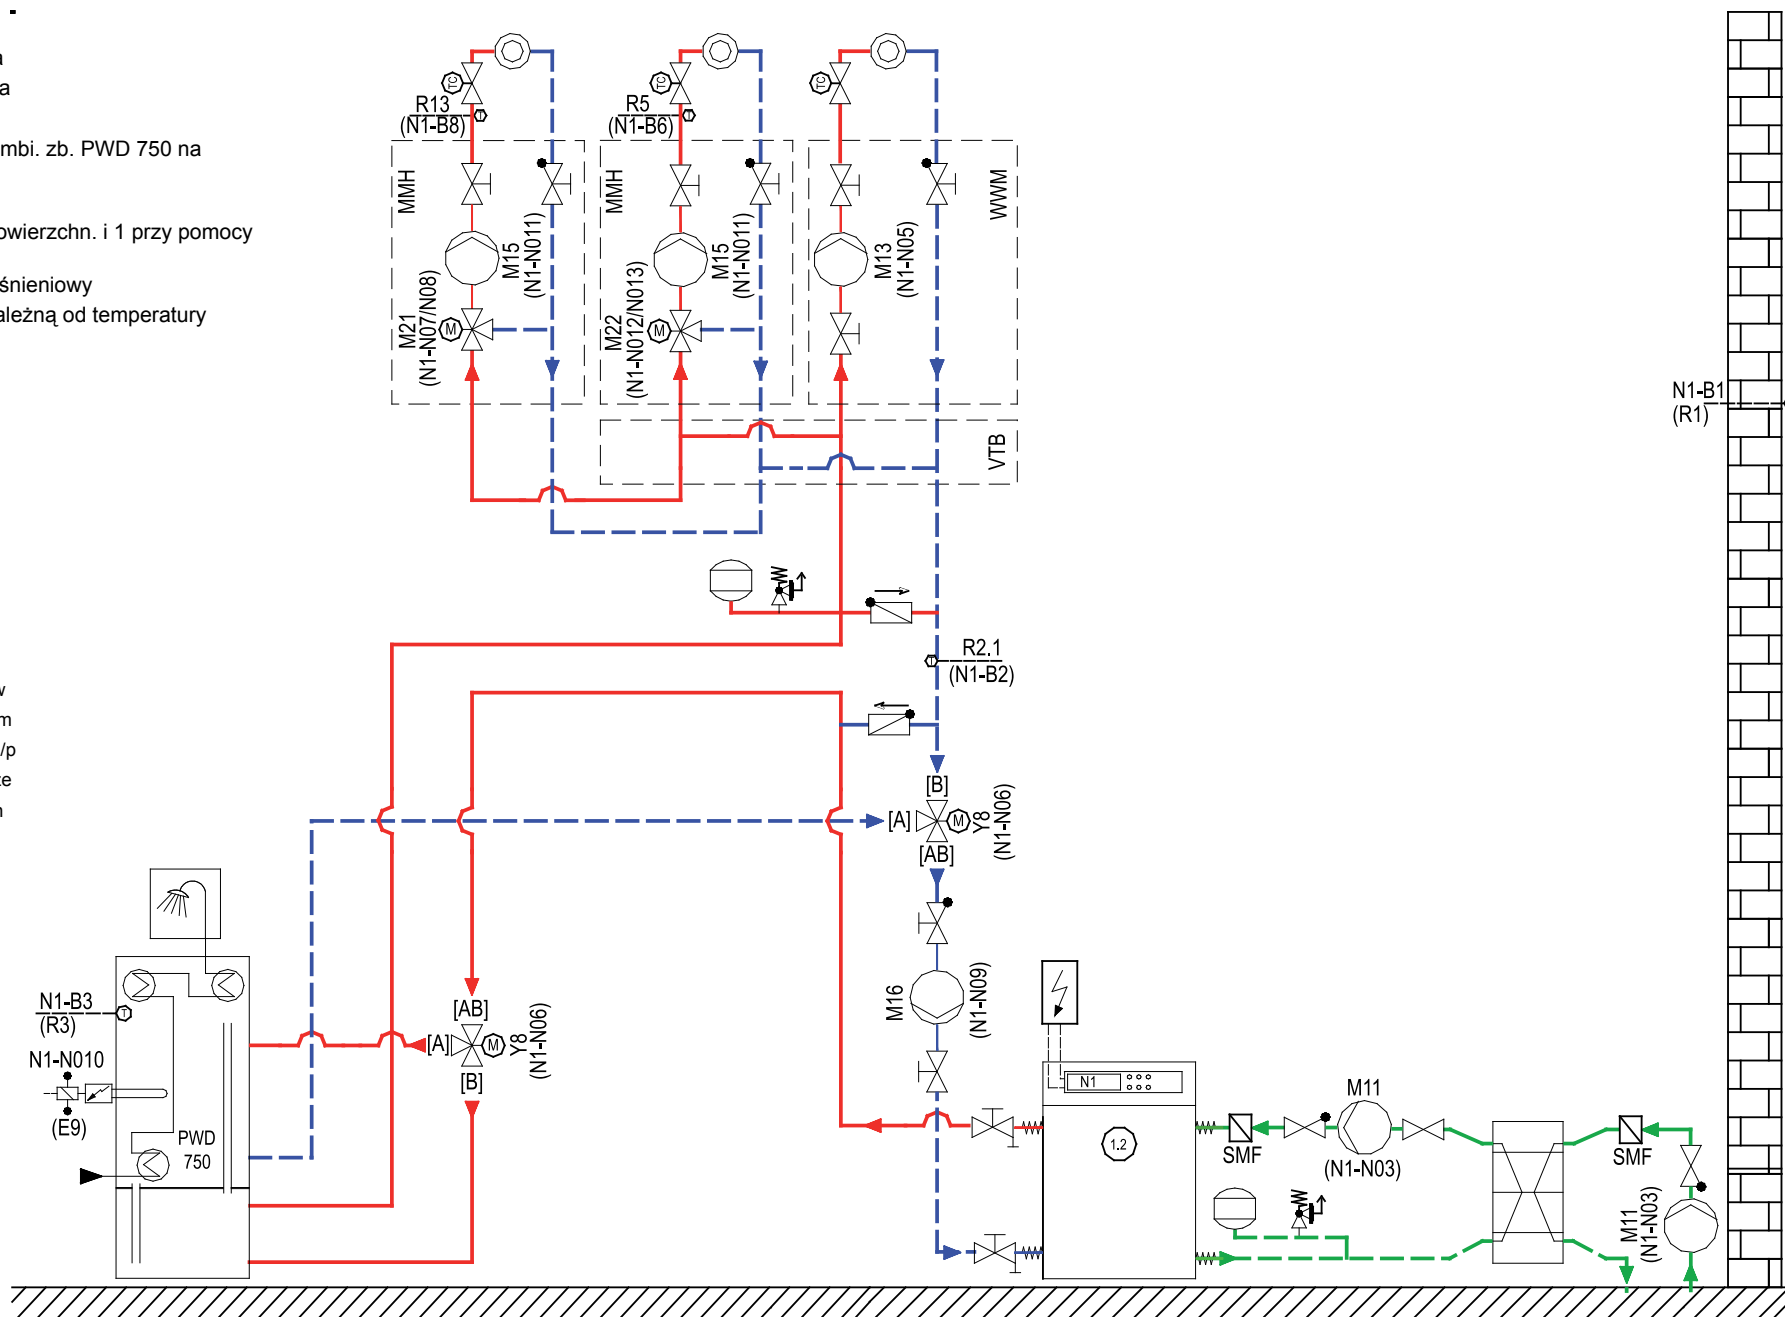 -
a
a
mbi. zb. PWD 750 na
owierzchn. i 1 przy pomocy
śnieniowy
ależną od temperatury
w
m
/p
te
n
TC
TC
TC
R13
(N1-B8)
R5
(N1-B6)
MMH
MMH
WWM
M15
(N1-N011)
M15
(N1-N011)
M13
(N1-N05)
M21
(N1-N07/N08)
M
M22
(N1-N012/N013)
M
VTB
N1-B1
(R1)
R2.1
(N1-B2)
T
[B]
[A]
M
Y8
(N1-N06)
[AB]
M16
(N1-N09)
N1-B3
(R3)
T
N1-N010
(E9)
PWD
750
[AB]
[A]
M
Y8
(N1-N06)
[B]
N1
1.2
SMF
M11
(N1-N03)
SMF
M11
(N1-N03)